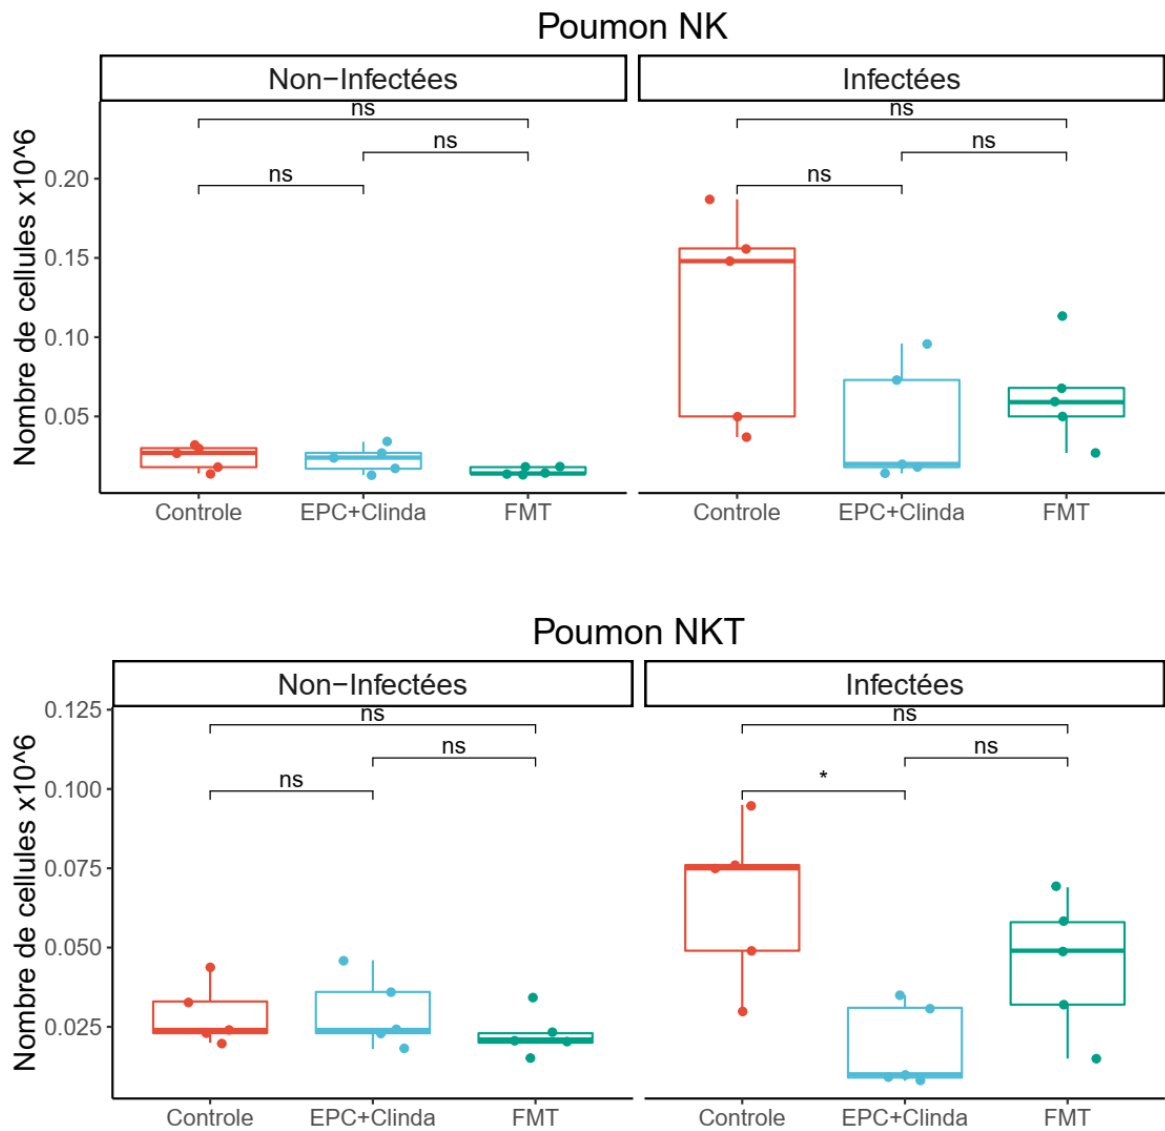 Poumon NK
Non−Infectées
Infectées
ns
ns
ns
ns
ns
ns
Nombre de cellules x10^6
0.20
0.15
0.10
0.05
Controle
EPC+Clinda
FMT
Controle
EPC+Clinda
FMT
Poumon NKT
Non−Infectées
Infectées
ns
ns
ns
ns
ns
*
Nombre de cellules x10^6
0.125
0.100
0.075
0.050
0.025
Controle
EPC+Clinda
FMT
Controle
EPC+Clinda
FMT